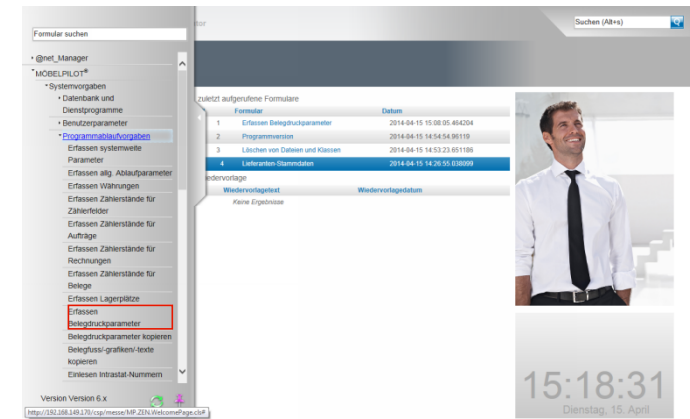 Formular suchen
Suchen (Alt+s)
@net_Manager
MÖBELPILOT®
Systemvorgaben
Datenbank und
Dienstprogramme
Benutzerparameter
Programmablaufvorgaben
Erfassen systemweite
Parameter
Erfassen allg. Ablaufparameter
Erfassen Währungen
Erfassen Zählerstände für
Zählerfelder
Erfassen Zählerstände für
Aufträge
Erfassen Zählerstände für
Rechnungen
Erfassen Zählerstände für
Belege
Erfassen Lagerplätze
Erfassen
Belegdruckparameter
Belegdruckparameter kopieren
Belegfuss/-grafiken/-texte
kopieren
Einlesen Intrastat-Nummern
Version Version 6.x
http://192.168.149.170/csp/messe/MP.ZEN.WelcomePage.cls#
zuletzt aufgerufene Formulare
Formular Datum
1 Erfassen Belegdruckparameter 2014-04-15 15:08:05.464204
2 Programmversion 2014-04-15 14:54:54.96119
3 Löschen von Dateien und Klassen 2014-04-15 14:53:23.651186
4 Lieferanten-Stammdaten 2014-04-15 14:26:55.038099
edervorlage
Wiedervorlagetext Wiedervorlagedatum
Keine Ergebnisse
15:18:31
Dienstag, 15. April